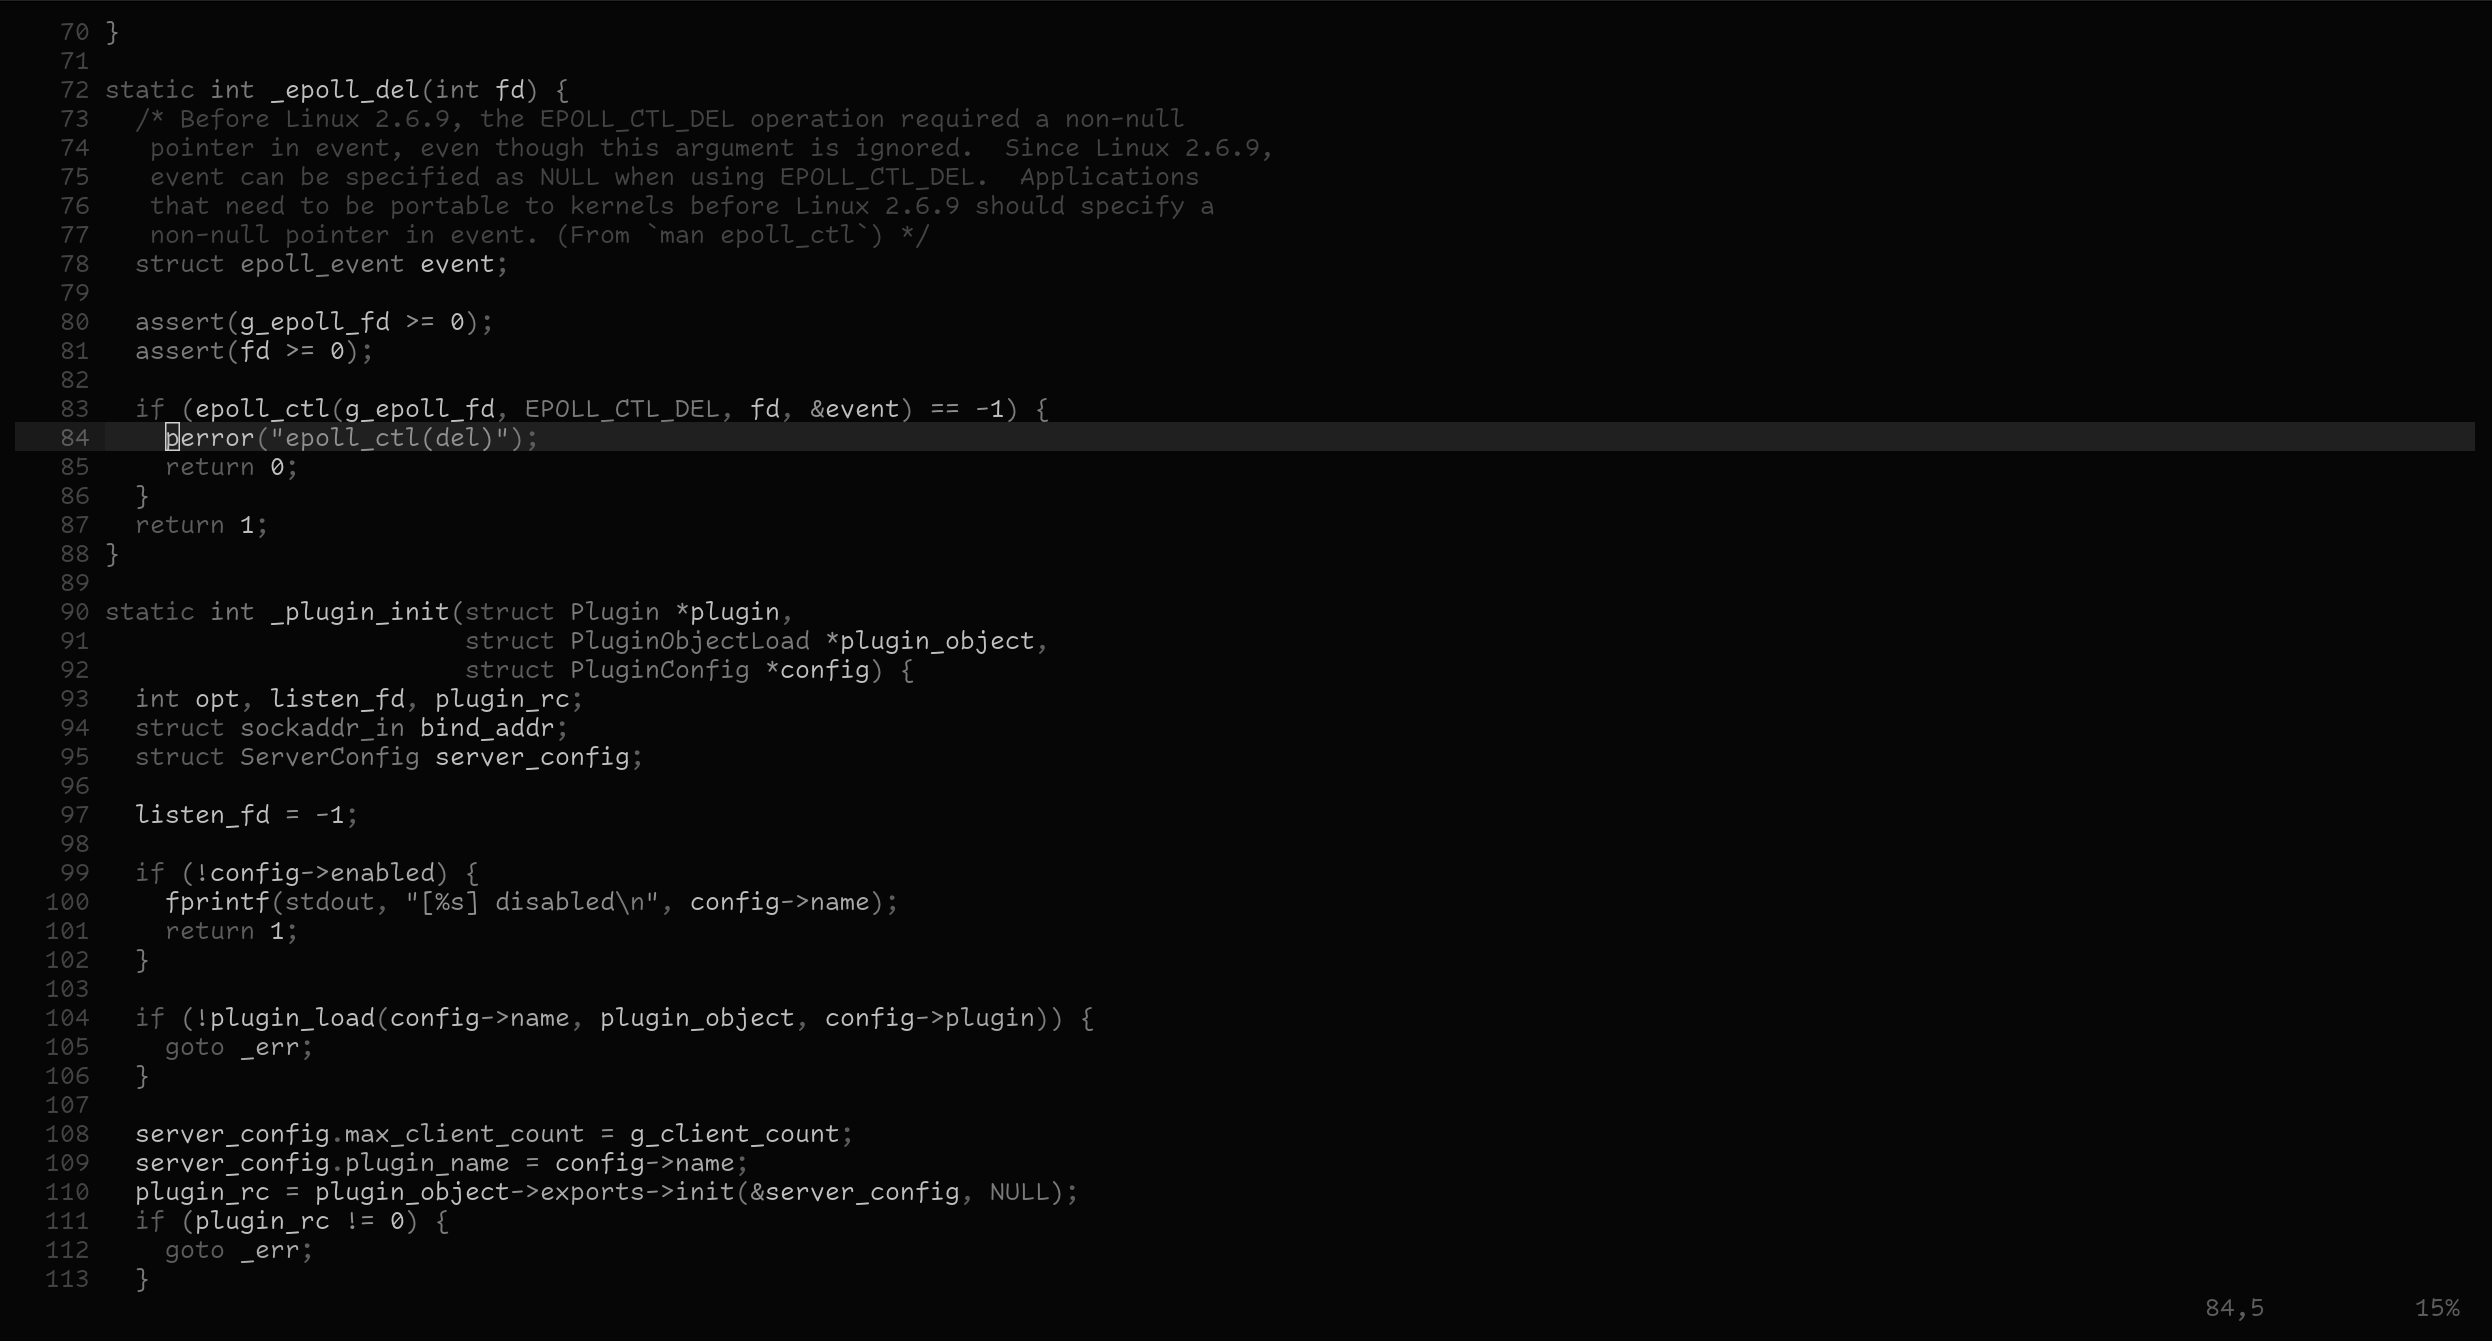 70 }
71
72 static int _epoll_del(int fd) {
73   /* Before Linux 2.6.9, the EPOLL_CTL_DEL operation required a non-null
74    pointer in event, even though this argument is ignored.  Since Linux 2.6.9,
75    event can be specified as NULL when using EPOLL_CTL_DEL.  Applications
76    that need to be portable to kernels before Linux 2.6.9 should specify a
77    non-null pointer in event. (From `man epoll_ctl`) */
78   struct epoll_event event;
79
80   assert(g_epoll_fd >= 0);
81   assert(fd >= 0);
82
83   if (epoll_ctl(g_epoll_fd, EPOLL_CTL_DEL, fd, &event) == -1) {
84     perror("epoll_ctl(del)");
85     return 0;
86   }
87   return 1;
88 }
89
90 static int _plugin_init(struct Plugin *plugin,
91                         struct PluginObjectLoad *plugin_object,
92                         struct PluginConfig *config) {
93   int opt, listen_fd, plugin_rc;
94   struct sockaddr_in bind_addr;
95   struct ServerConfig server_config;
96
97   listen_fd = -1;
98
99   if (!config->enabled) {
100     fprintf(stdout, "[%s] disabled\n", config->name);
101     return 1;
102   }
103
104   if (!plugin_load(config->name, plugin_object, config->plugin)) {
105     goto _err;
106   }
107
108   server_config.max_client_count = g_client_count;
109   server_config.plugin_name = config->name;
110   plugin_rc = plugin_object->exports->init(&server_config, NULL);
111   if (plugin_rc != 0) {
112     goto _err;
113   }
84,5 15%